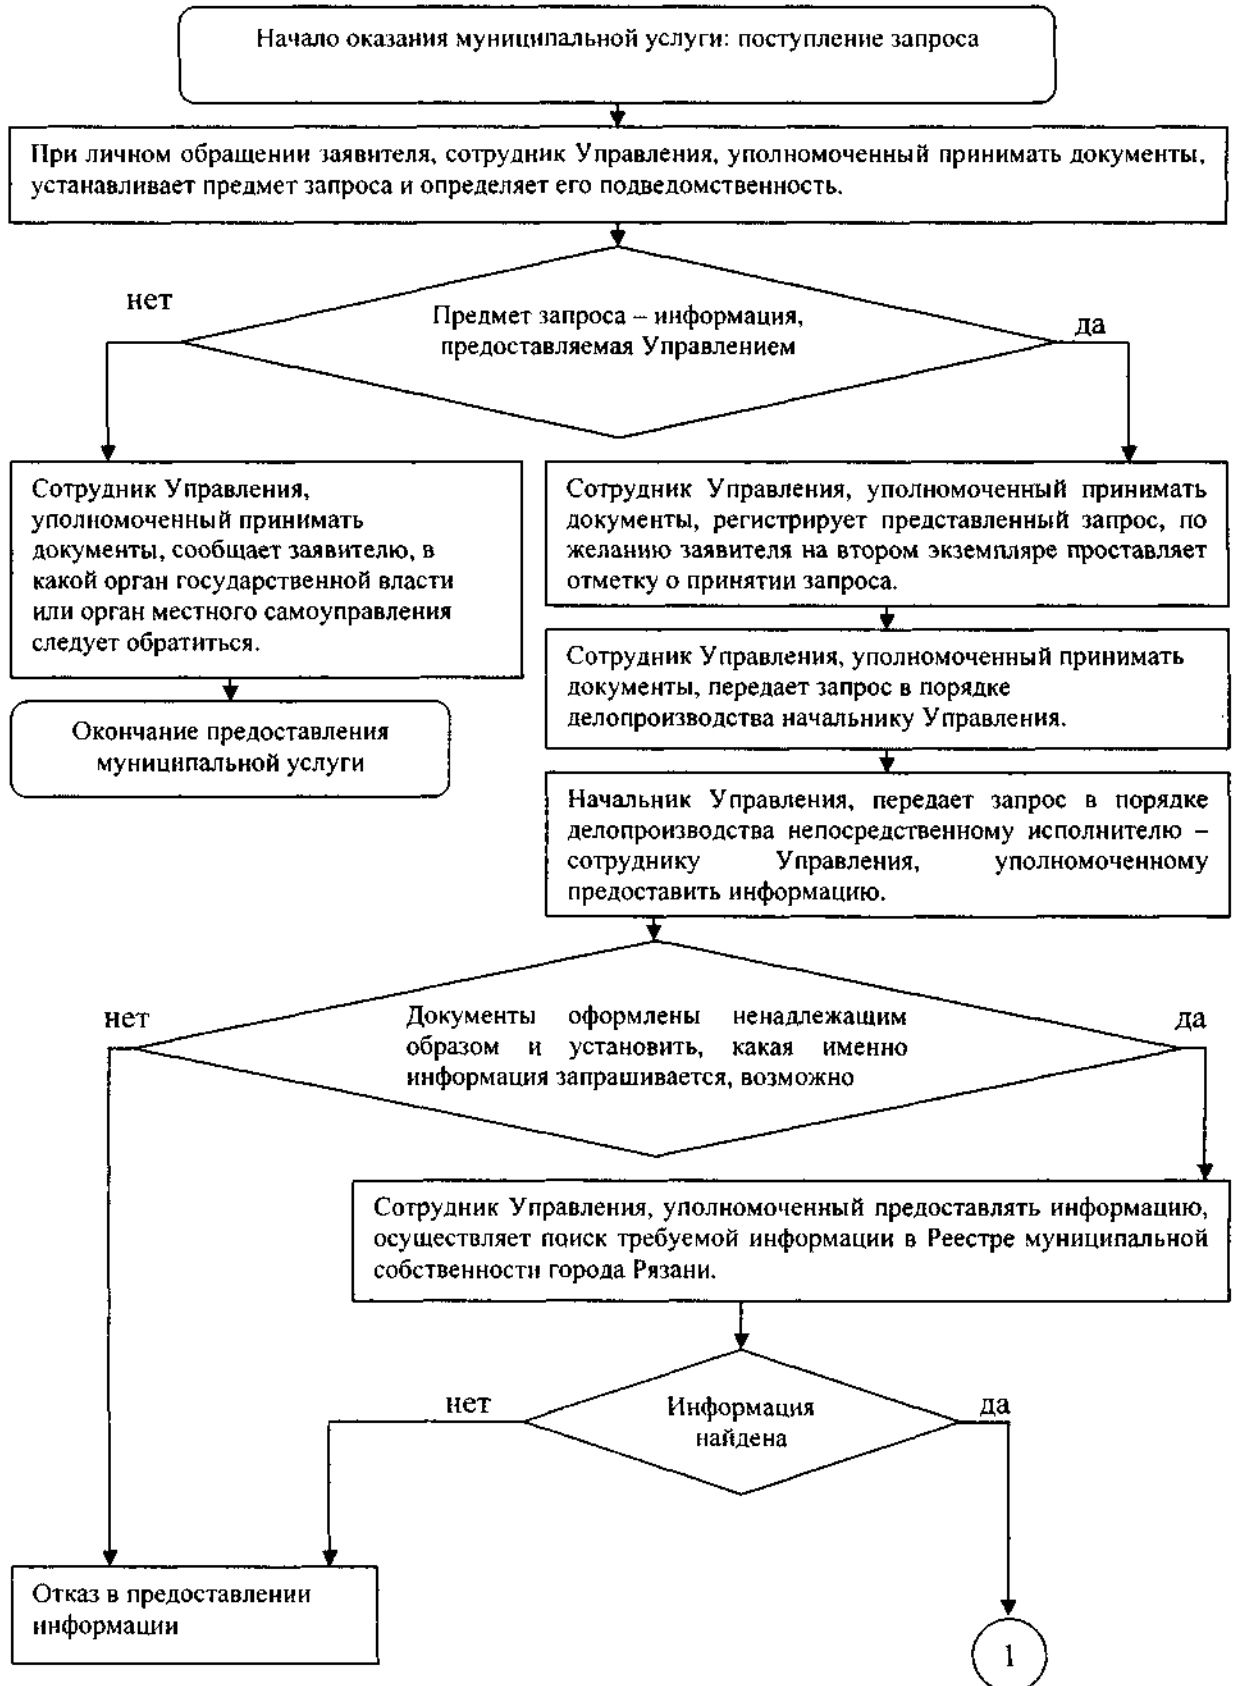 Начало оказания муниципальной услуги: поступление запроса
При личном обращении заявителя, сотрудник Управления, уполномоченный принимать документы,
устанавливает предмет запроса и определяет его подведомственность.
нет
Предмет запроса – информация,
предоставляемая Управлением
да
Сотрудник Управления,
уполномоченный принимать
документы, сообщает заявителю, в
какой орган государственной власти
или орган местного самоуправления
следует обратиться.
Окончание предоставления
муниципальной услуги
Сотрудник Управления, уполномоченный принимать
документы, регистрирует представленный запрос, по
желанию заявителя на втором экземпляре проставляет
отметку о принятии запроса.
Сотрудник Управления, уполномоченный принимать
документы, передает запрос в порядке
делопроизводства начальнику Управления.
Начальник Управления, передает запрос в порядке
делопроизводства непосредственному исполнителю –
сотруднику Управления, уполномоченному
предоставить информацию.
нет
Документы оформлены ненадлежащим
образом и установить, какая именно
информация запрашивается, возможно
да
Сотрудник Управления, уполномоченный предоставлять информацию,
осуществляет поиск требуемой информации в Реестре муниципальной
собственности города Рязани.
нет
Информация
найдена
да
Отказ в предоставлении
информации
1